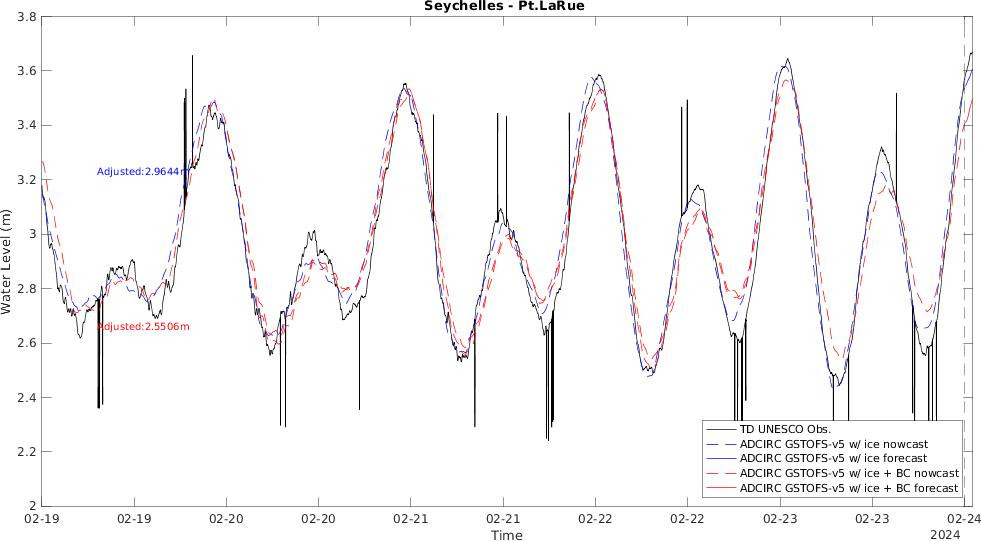 Seychelles - Pt.LaRue
3.8
3.6
3.4
3.2
3
2.8
2.6
2.4
2.2
2
Water Level (m)
Adjusted:2.9644m
Adjusted:2.5506m
TD UNESCO Obs.
ADCIRC GSTOFS-v5 w/ ice nowcast
ADCIRC GSTOFS-v5 w/ ice forecast
ADCIRC GSTOFS-v5 w/ ice + BC nowcast
ADCIRC GSTOFS-v5 w/ ice + BC forecast
02-19 02-19 02-20 02-20 02-21 02-21 02-22 02-22 02-23 02-23 02-24
2024
Time